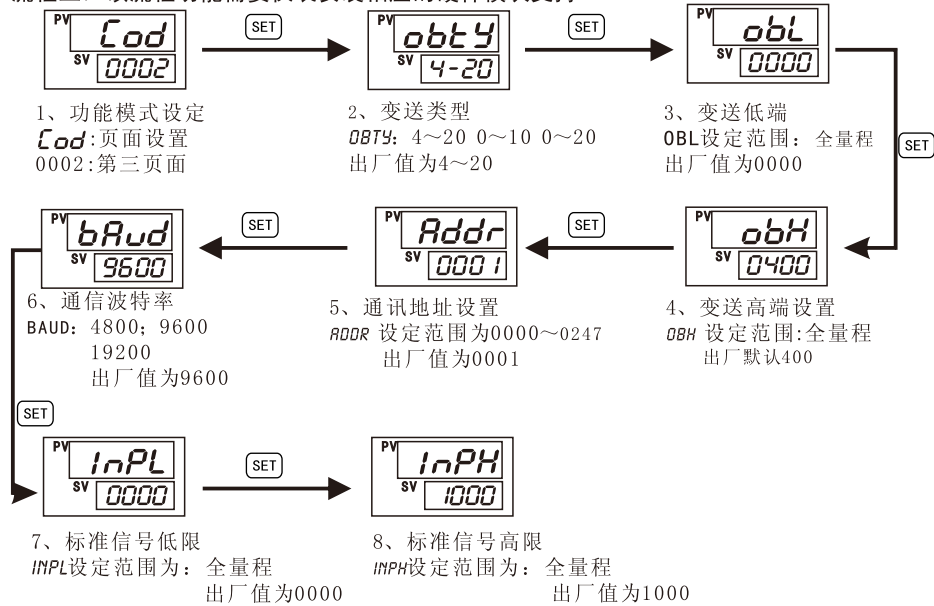 PV Cod
SV 0002
SET
PV obty
SV 4-20
SET
PV obL
SV 0000
1、功能模式设定
Cod:页面设置
0002:第三页面
2、变送类型
OBTY: 4～20 0～10 0～20
出厂值为4～20
3、变送低端
OBL设定范围: 全量程
出厂值为0000
SET
PV obH
SV 0400
SET
PV Addr
SV 0001
SET
PV bAud
SV 9600
4、变送高端设置
OBH 设定范围:全量程
出厂默认400
5、通讯地址设置
ADDR 设定范围为0000～0247
出厂值为0001
6、通信波特率
BAUD: 4800; 9600
19200
出厂值为9600
SET
PV InPL
SV 0000
SET
PV InPH
SV 1000
7、标准信号低限
INPL设定范围为: 全量程
出厂值为0000
8、标准信号高限
INPH设定范围为: 全量程
出厂值为1000